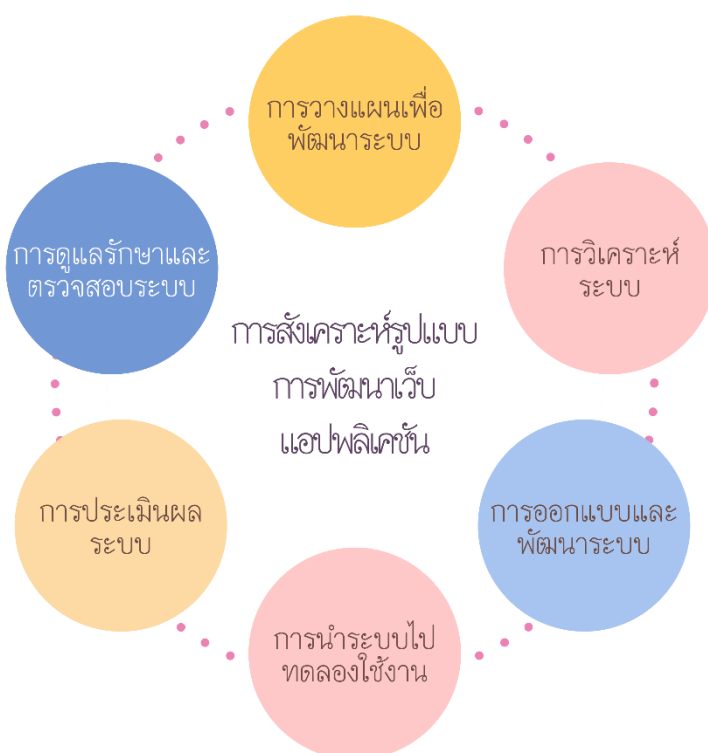 การวางแผนเพื่อ
พัฒนาระบบ
การวิเคราะห์
ระบบ
การออกแบบและ
พัฒนาระบบ
การนำระบบไป
ทดลองใช้งาน
การประเมินผล
ระบบ
การดูแลรักษาและ
ตรวจสอบระบบ
การสังเคราะห์รูปแบบ
การพัฒนาเว็บ
แอปพลิเคชัน